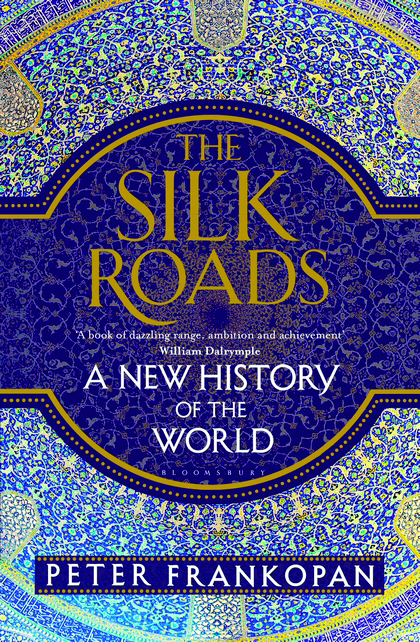 THE
SILK
ROADS
'A book of dazzling range, ambition and achievement'
William Dalrymple
A NEW HISTORY
OF THE
WORLD
BLOOMSBURY
PETER FRANKOPAN